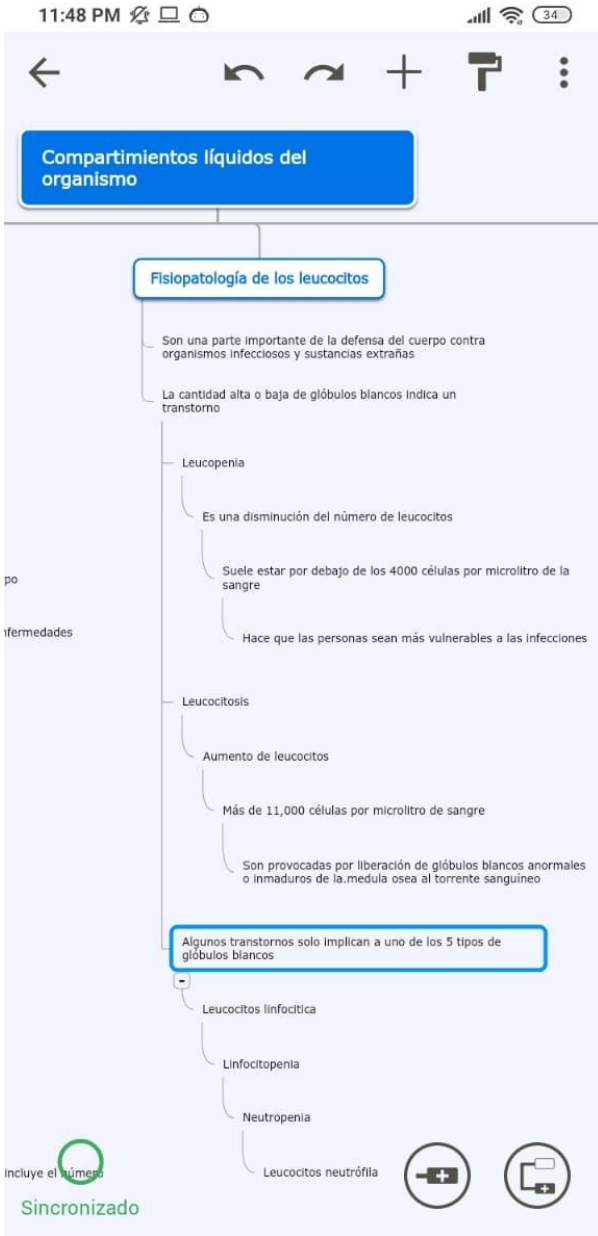 11:48 PM
34
Compartimientos líquidos del
organismo
Fisiopatología de los leucocitos
Son una parte importante de la defensa del cuerpo contra
organismos infecciosos y sustancias extrañas
La cantidad alta o baja de glóbulos blancos indica un
transtorno
Leucopenia
Es una disminución del número de leucocitos
Suele estar por debajo de los 4000 células por microlitro de la
sangre
po
Hace que las personas sean más vulnerables a las infecciones
nfermedades
Leucocitosis
Aumento de leucocitos
Más de 11,000 células por microlitro de sangre
Son provocadas por liberación de glóbulos blancos anormales
o inmaduros de la.medula osea al torrente sanguíneo
Algunos transtornos solo implican a uno de los 5 tipos de
glóbulos blancos
Leucocitos linfocitica
Linfocitopenia
Neutropenia
Leucocitos neutrófila
incluye el número
Sincronizado